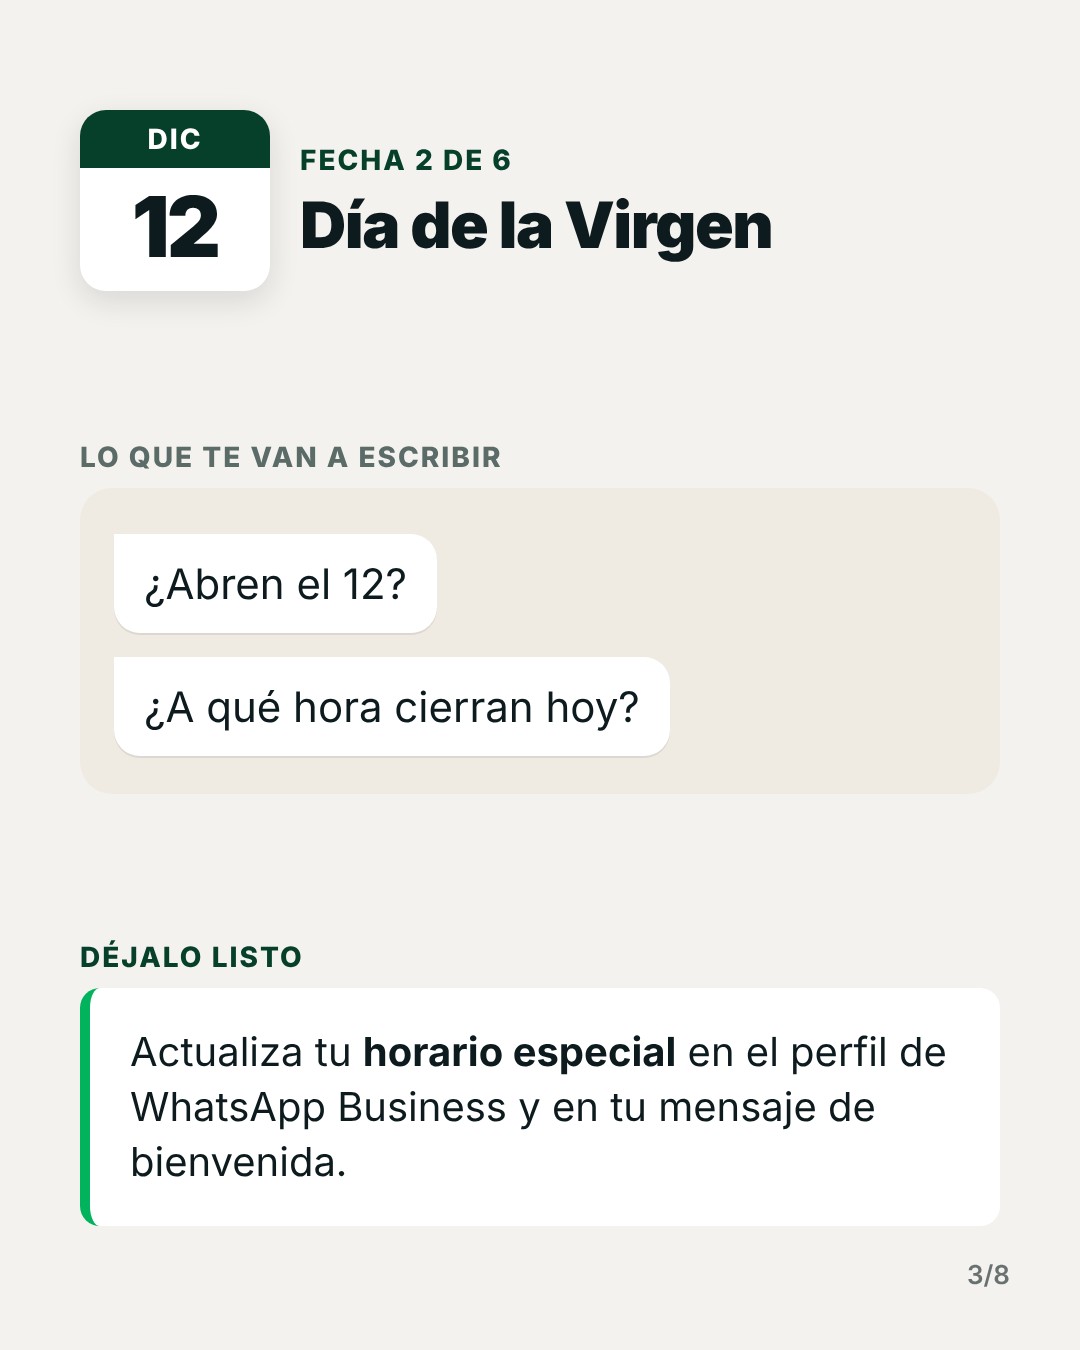 DIC
12
FECHA 2 DE 6
Día de la Virgen
LO QUE TE VAN A ESCRIBIR
¿Abren el 12?
¿A qué hora cierran hoy?
DÉJALO LISTO
Actualiza tu horario especial en el perfil de
WhatsApp Business y en tu mensaje de
bienvenida.
3/8